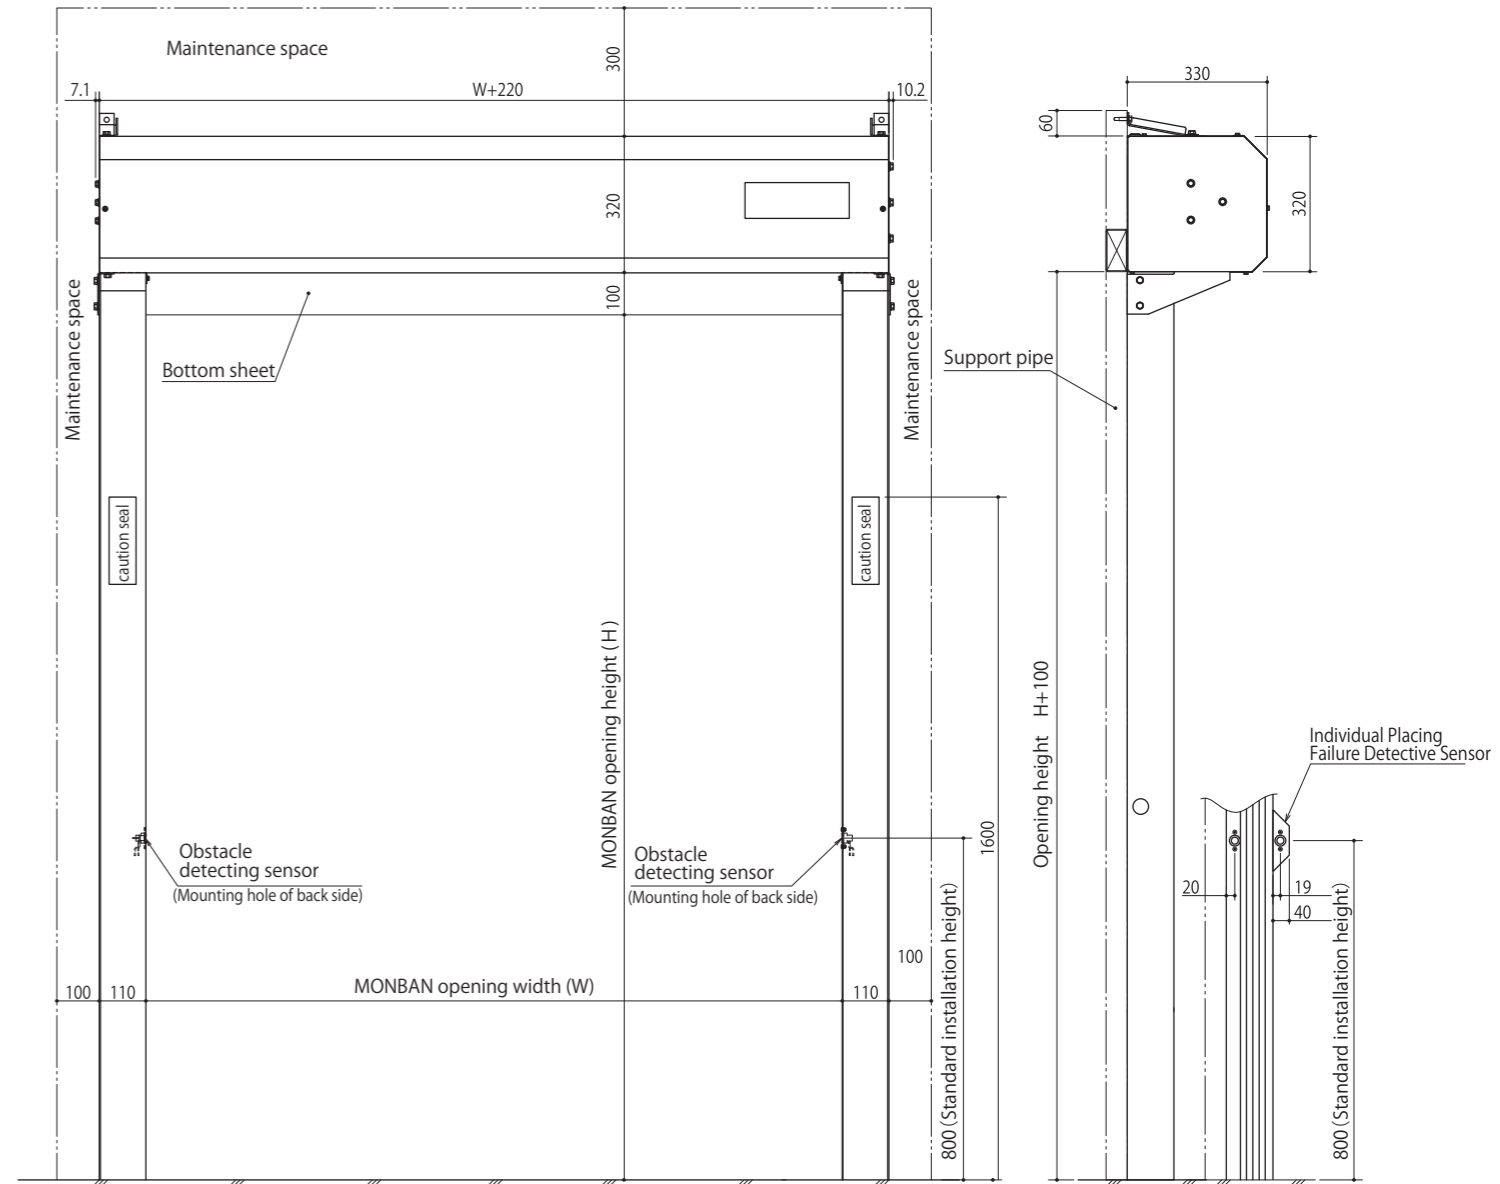 Maintenance space
300
7.1
W+220
10.2
330
60
320
320
Maintenance space
100
Maintenance space
Bottom sheet
Support pipe
caution seal
caution seal
MONBAN opening height (H)
Opening height H+100
Individual Placing
Failure Detective Sensor
1600
Obstacle
detecting sensor
(Mounting hole of back side)
Obstacle
detecting sensor
(Mounting hole of back side)
20
19
40
800 (Standard installation height)
800 (Standard installation height)
100
100
110
MONBAN opening width (W)
110